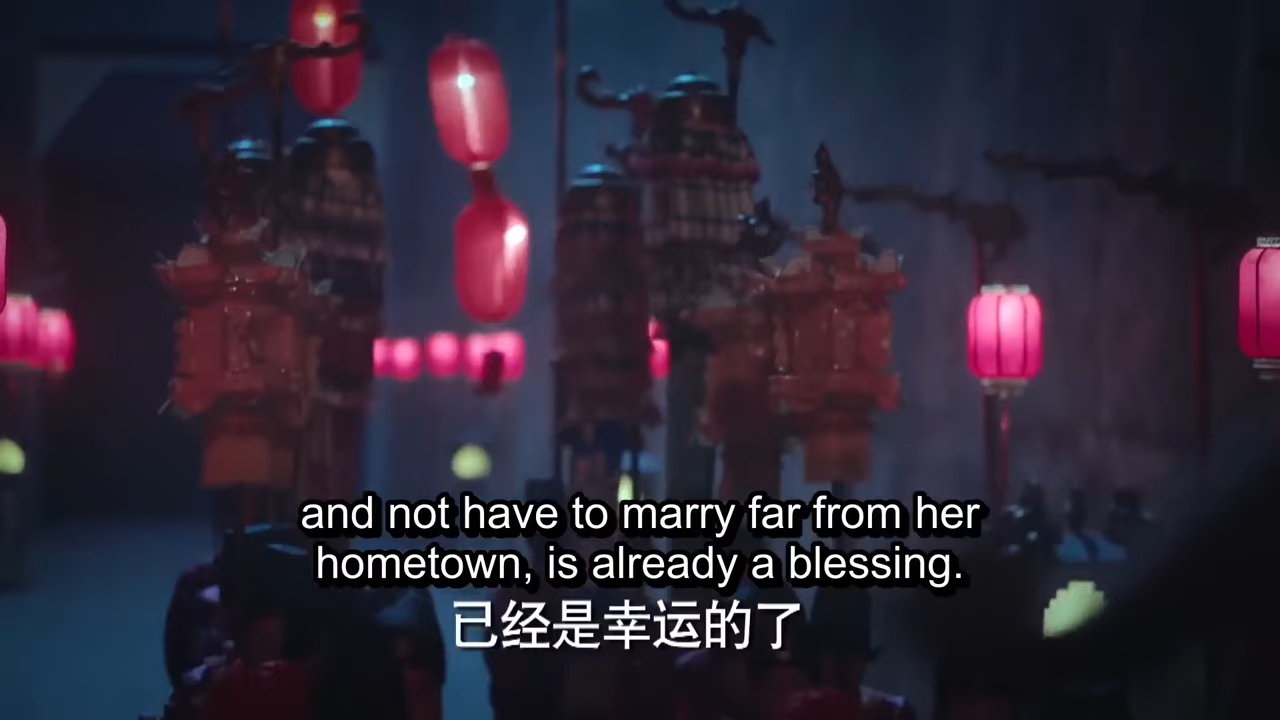 and not have to marry far from her
hometown, is already a blessing.
已经是幸运的了